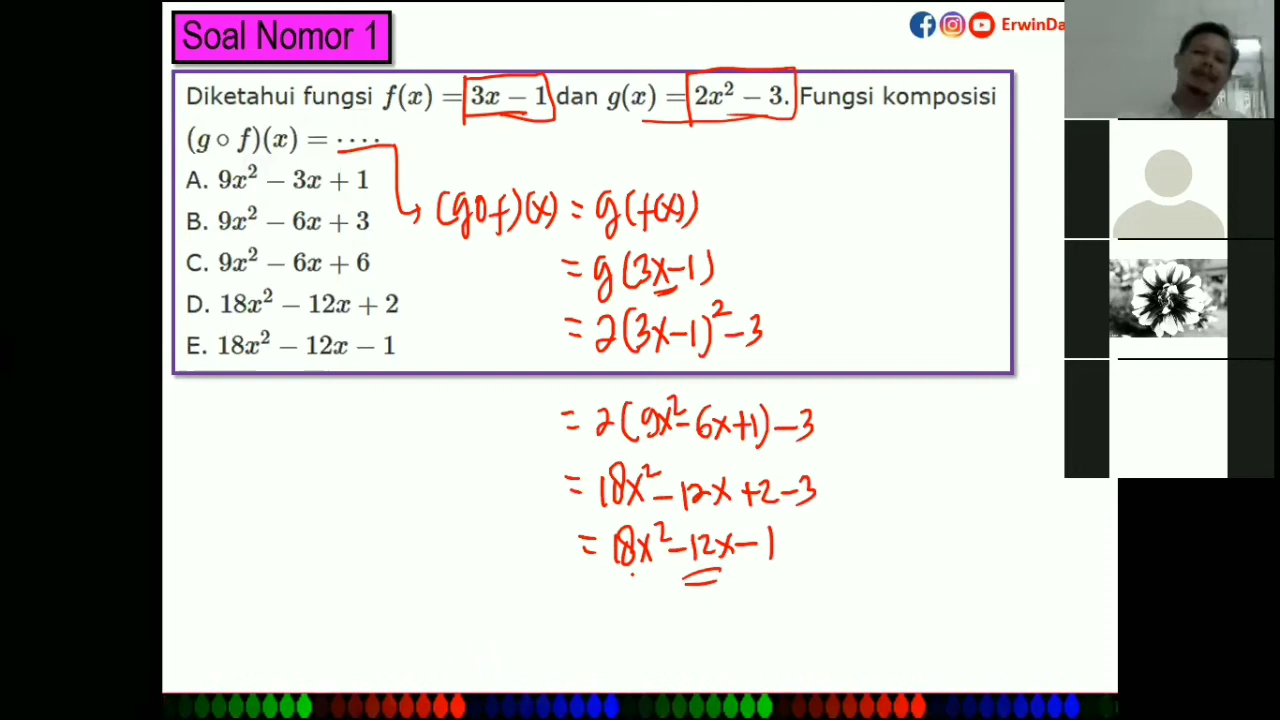 Soal Nomor 1
ErwinDa
Diketahui fungsi f(x) = 3x − 1 dan g(x) = 2x² − 3. Fungsi komposisi
(g ∘ f)(x) = ....
A. 9x² − 3x + 1
B. 9x² − 6x + 3
C. 9x² − 6x + 6
D. 18x² − 12x + 2
E. 18x² − 12x − 1
(g∘f)(x) = g(f(x))
= g(3x−1)
= 2(3x−1)² − 3
= 2(9x² − 6x + 1) − 3
= 18x² − 12x + 2 − 3
= 18x² − 12x − 1